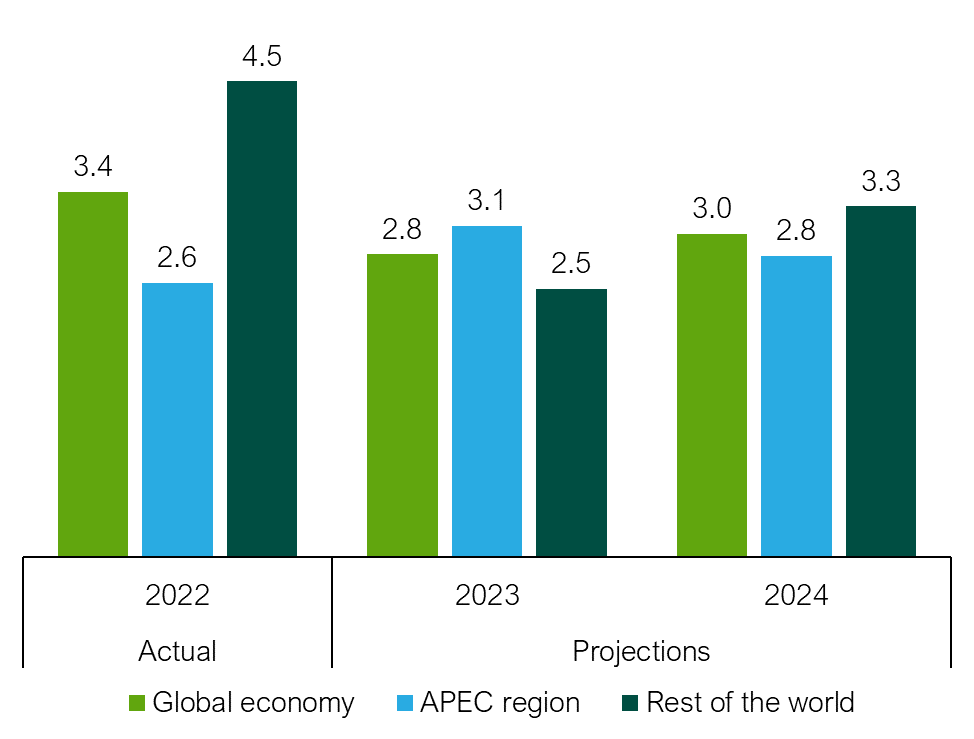 4.5
3.4
2.6
2.8
3.1
2.5
3.0
2.8
3.3
2022
2023
2024
Actual
Projections
Global economy
APEC region
Rest of the world